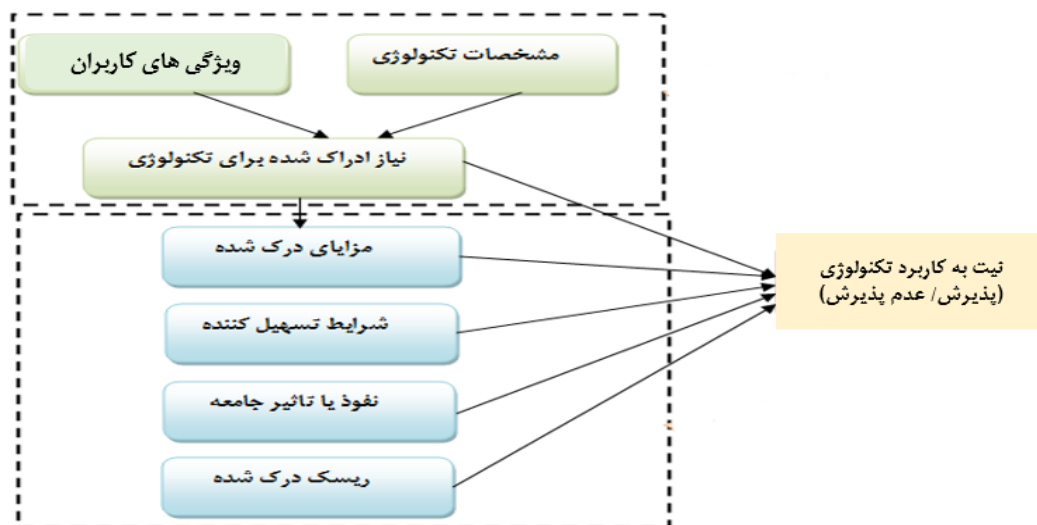 مشخصات تکنولوژی
ویژگی های کاربران
نیاز ادراک شده برای تکنولوژی
مزایای درک شده
شرایط تسهیل کننده
نفوذ یا تاثیر جامعه
ریسک درک شده
نیت به کاربرد تکنولوژی
(پذیرش/ عدم پذیرش)